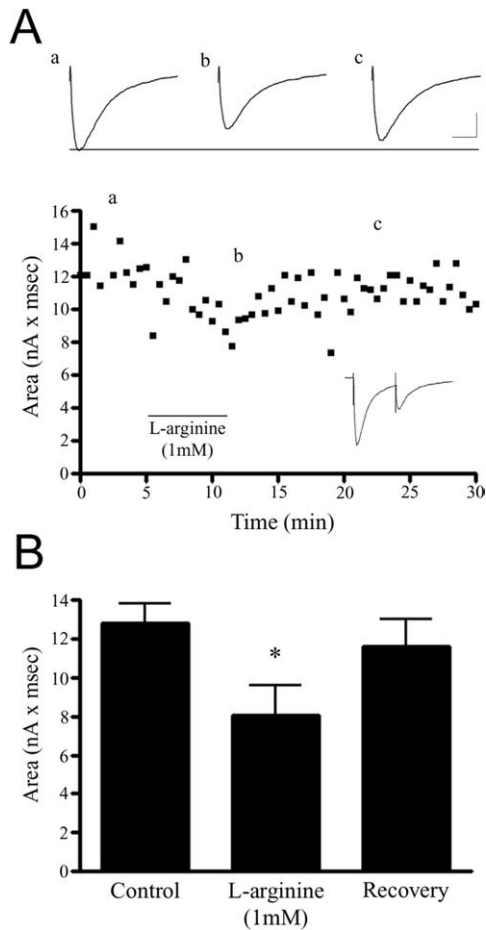 A
a
b
c
16
14
12
10
8
6
4
2
0
Area (nA x msec)
a
b
c
L-arginine
(1mM)
0
5
10
15
20
25
30
Time (min)
B
14
12
10
8
6
4
2
0
Area (nA x msec)
*
Control
L-arginine
(1mM)
Recovery